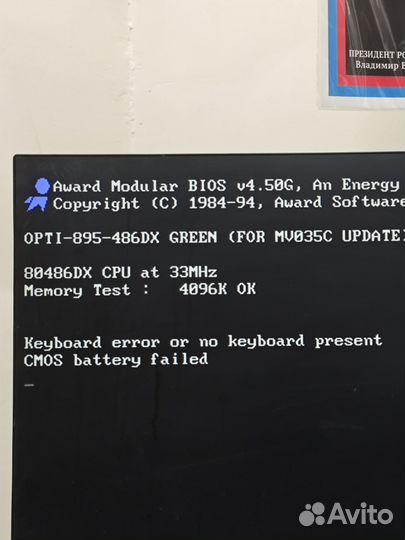 ПРЕЗИДЕНТ РО
Владимир В
Award Modular BIOS v4.50G, An Energy
Copyright (C) 1984-94, Award Software
OPTI-895-486DX GREEN (FOR MV035C UPDATE)
80486DX CPU at 33MHz
Memory Test :   4096K OK
Keyboard error or no keyboard present
CMOS battery failed
_
Avito